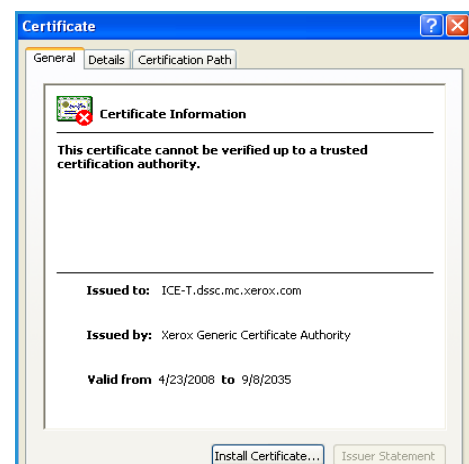 Certificate
General Details Certification Path
Certificate Information
This certificate cannot be verified up to a trusted
certification authority.
Issued to: ICE-T.dssc.mc.xerox.com
Issued by: Xerox Generic Certificate Authority
Valid from 4/23/2008 to 9/8/2035
Install Certificate... Issuer Statement